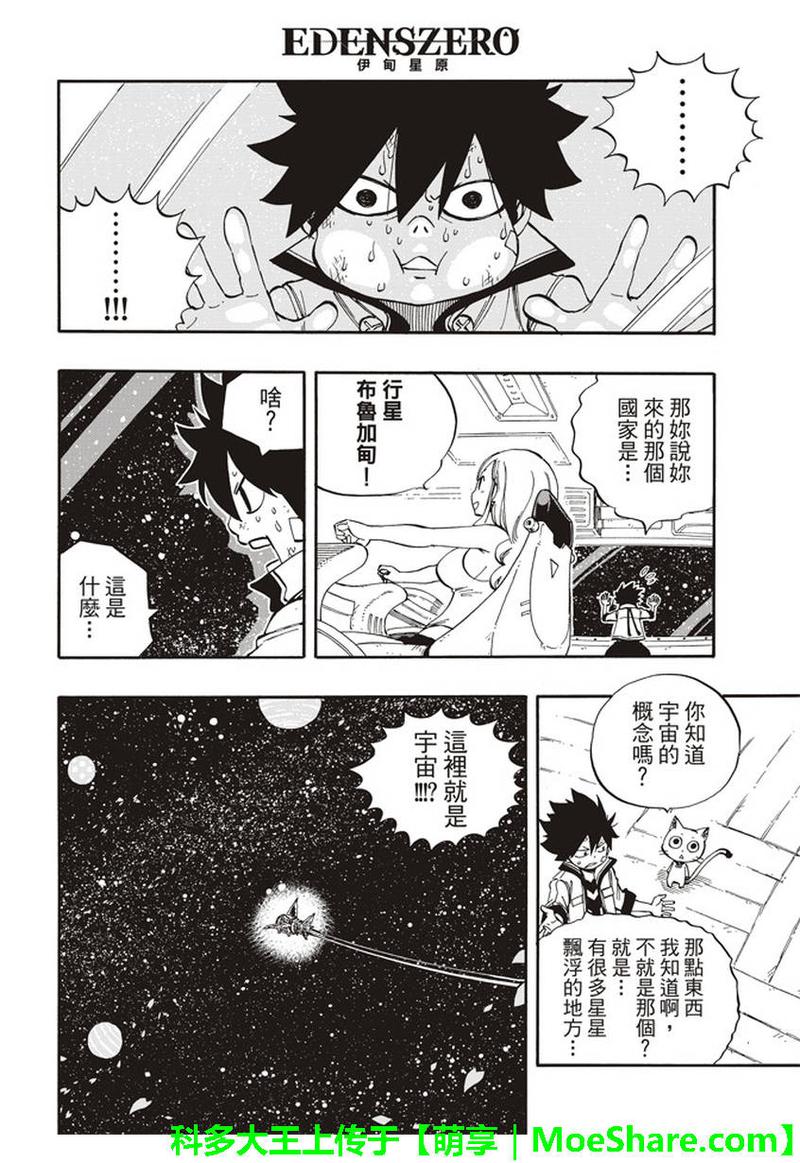 EDENSZERO
伊甸星原
………
……!!!
那妳說妳
來的那個
國家是…
行星
布魯加甸！
啥？
這是
什麼…
你知道
宇宙的
概念嗎？
那點東西
我知道啊，
不就是那個？
就是…
有很多星星
飄浮的地方…
這裡就是
宇宙!!!?
科多大王上传于【萌享｜MoeShare.com】